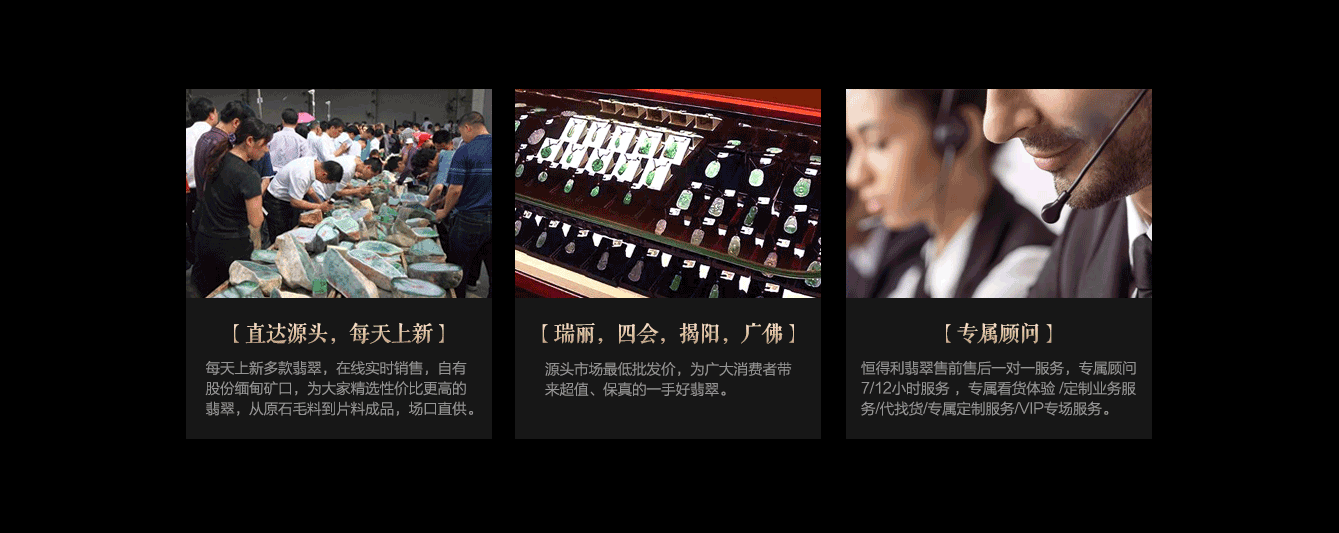 【直达源头，每天上新】
每天上新多款翡翠，在线实时销售，自有
股份缅甸矿口，为大家精选性价比更高的
翡翠，从原石毛料到片料成品，场口直供。
【瑞丽，四会，揭阳，广佛】
源头市场最低批发价，为广大消费者带
来超值、保真的一手好翡翠。
【专属顾问】
恒得利翡翠售前售后一对一服务，专属顾问
7/12小时服务 ，专属看货体验 /定制业务服
务/代找货/专属定制服务/VIP专场服务。